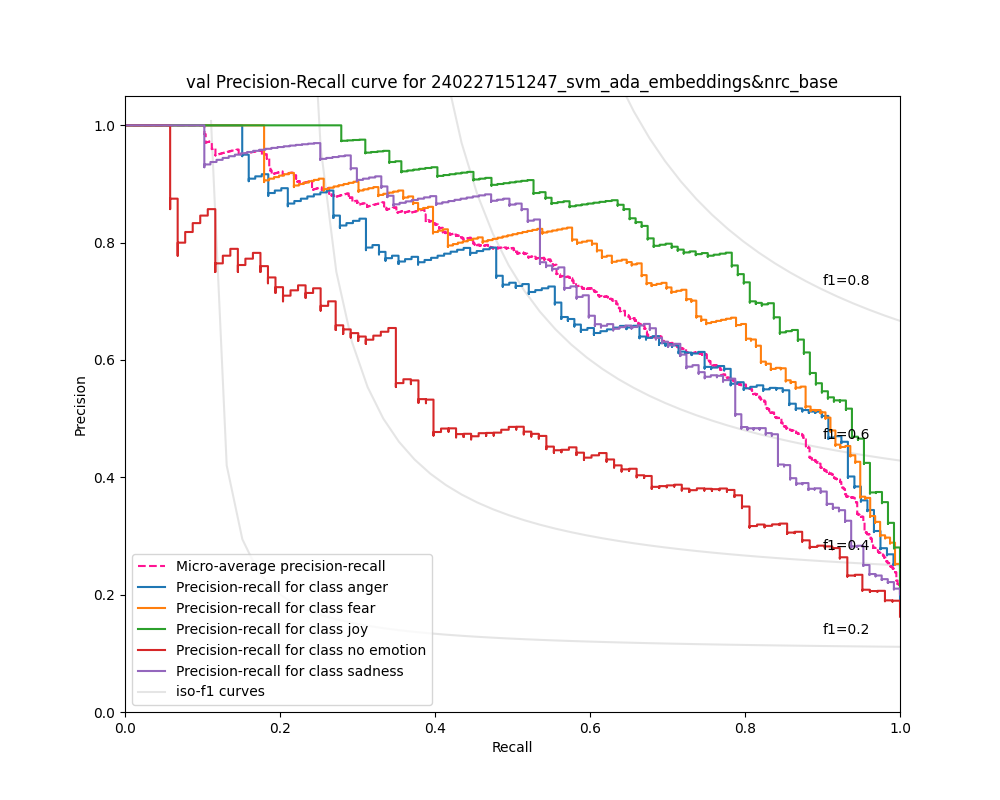 val Precision-Recall curve for 240227151247_svm_ada_embeddings&nrc_base
Precision
1.0
0.8
0.6
0.4
0.2
0.0
f1=0.8
f1=0.6
f1=0.4
f1=0.2
Micro-average precision-recall
Precision-recall for class anger
Precision-recall for class fear
Precision-recall for class joy
Precision-recall for class no emotion
Precision-recall for class sadness
iso-f1 curves
0.0 0.2 0.4 0.6 0.8 1.0
Recall